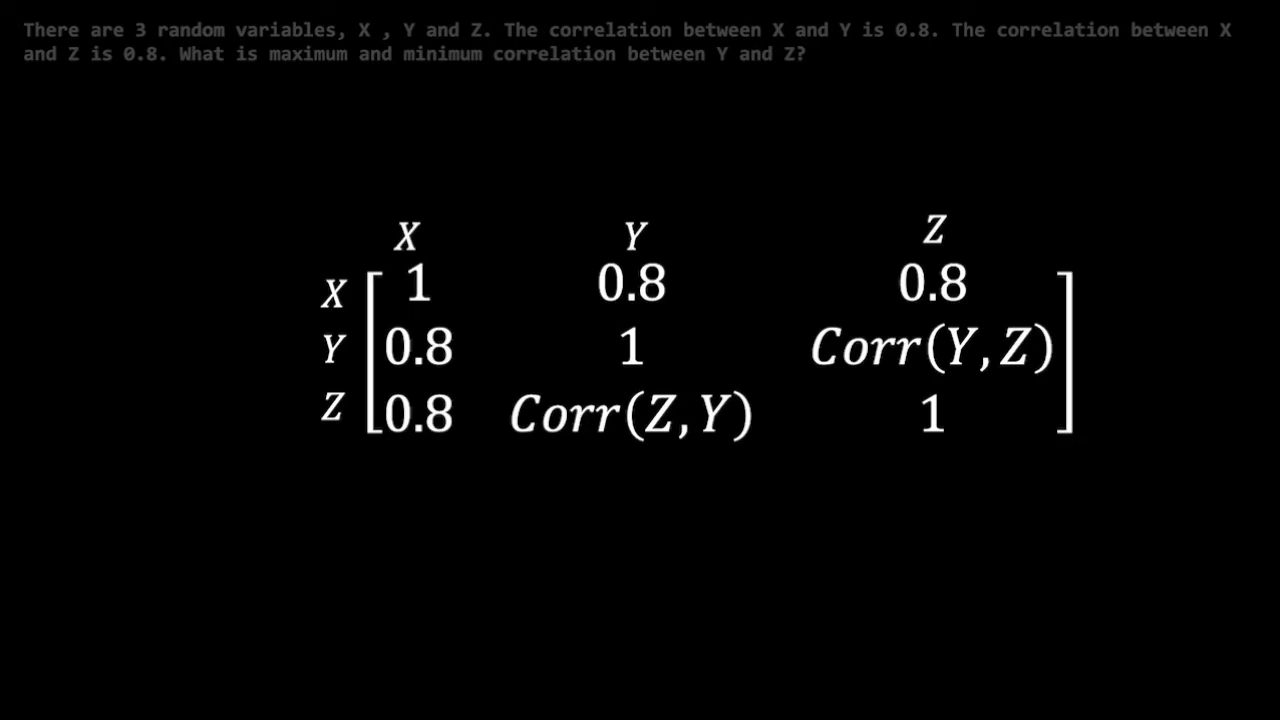 There are 3 random variables, X , Y and Z. The correlation between X and Y is 0.8. The correlation between X
and Z is 0.8. What is maximum and minimum correlation between Y and Z?
X Y Z
X 1 0.8 0.8
Y 0.8 1 Corr(Y,Z)
Z 0.8 Corr(Z,Y) 1